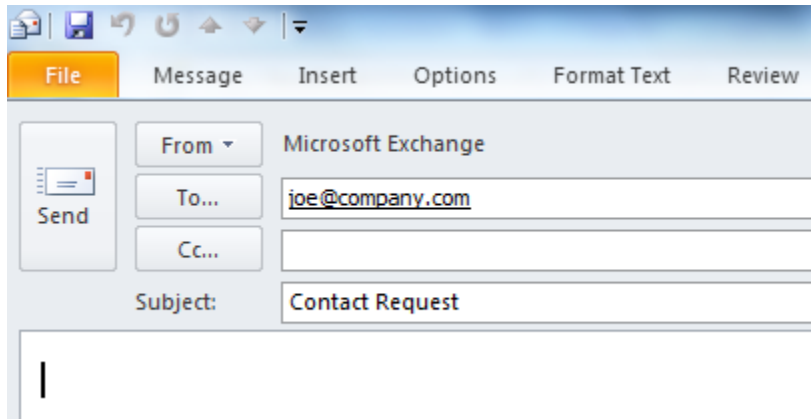 File Message Insert Options Format Text Review
From Microsoft Exchange
To... joe@company.com
Send
Cc...
Subject: Contact Request